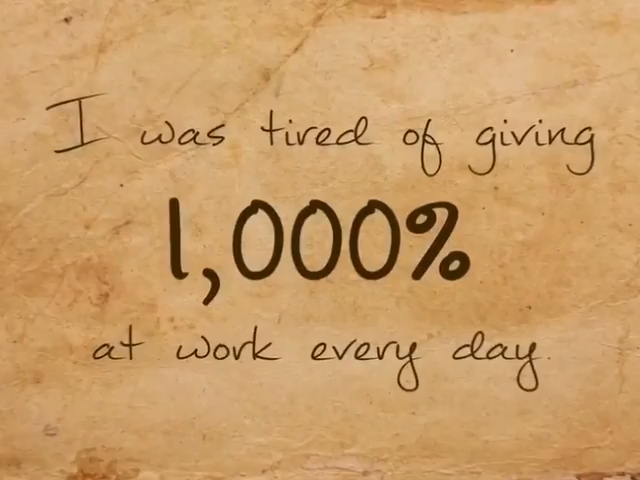 I was tired of giving
1,000%
at work every day.